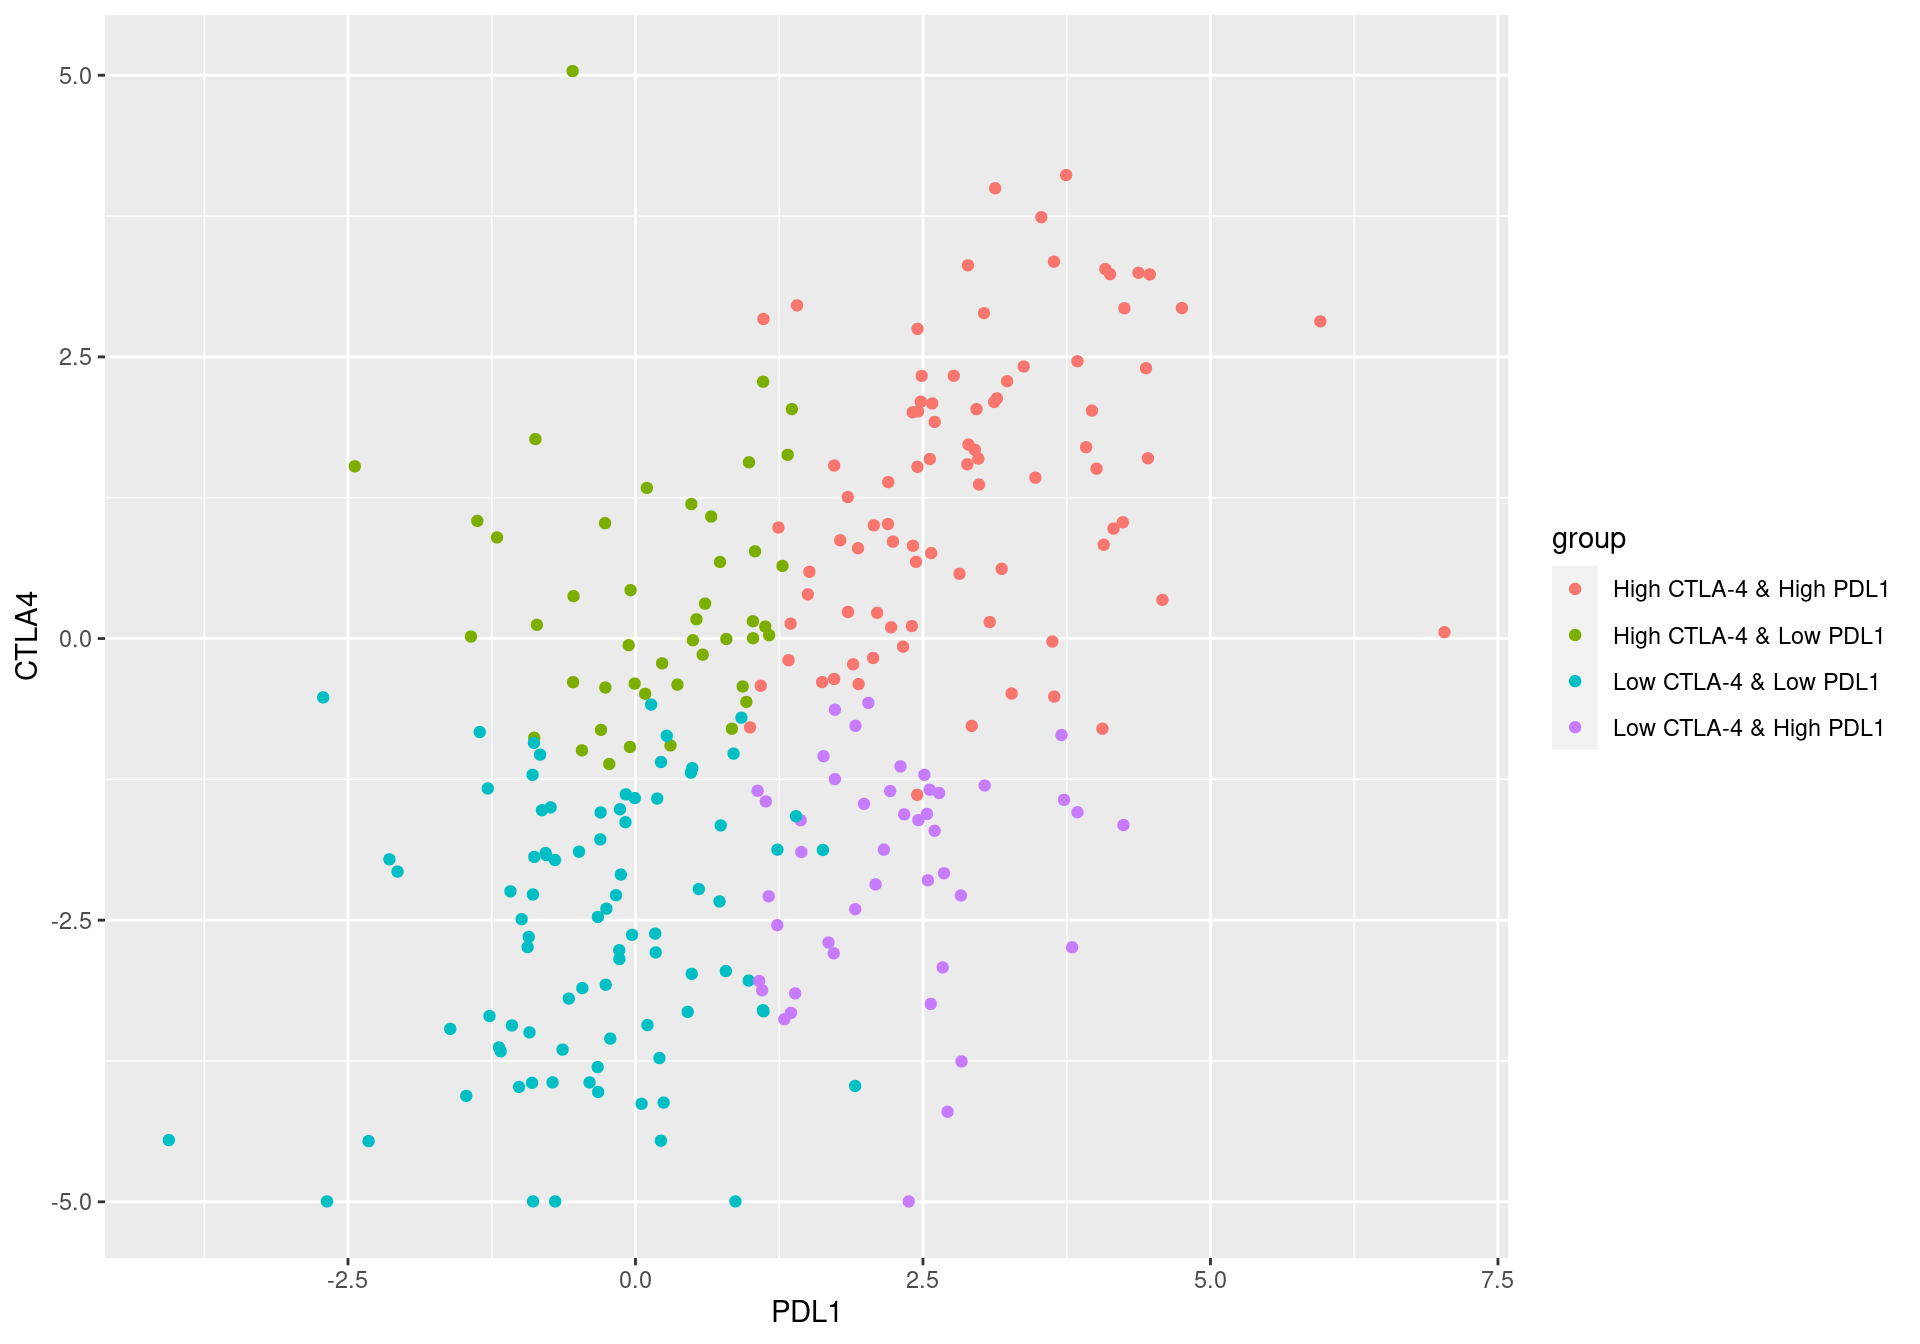 5.0
2.5
0.0
-2.5
-5.0
CTLA4
-2.5
0.0
2.5
5.0
7.5
PDL1
group
High CTLA-4 & High PDL1
High CTLA-4 & Low PDL1
Low CTLA-4 & Low PDL1
Low CTLA-4 & High PDL1